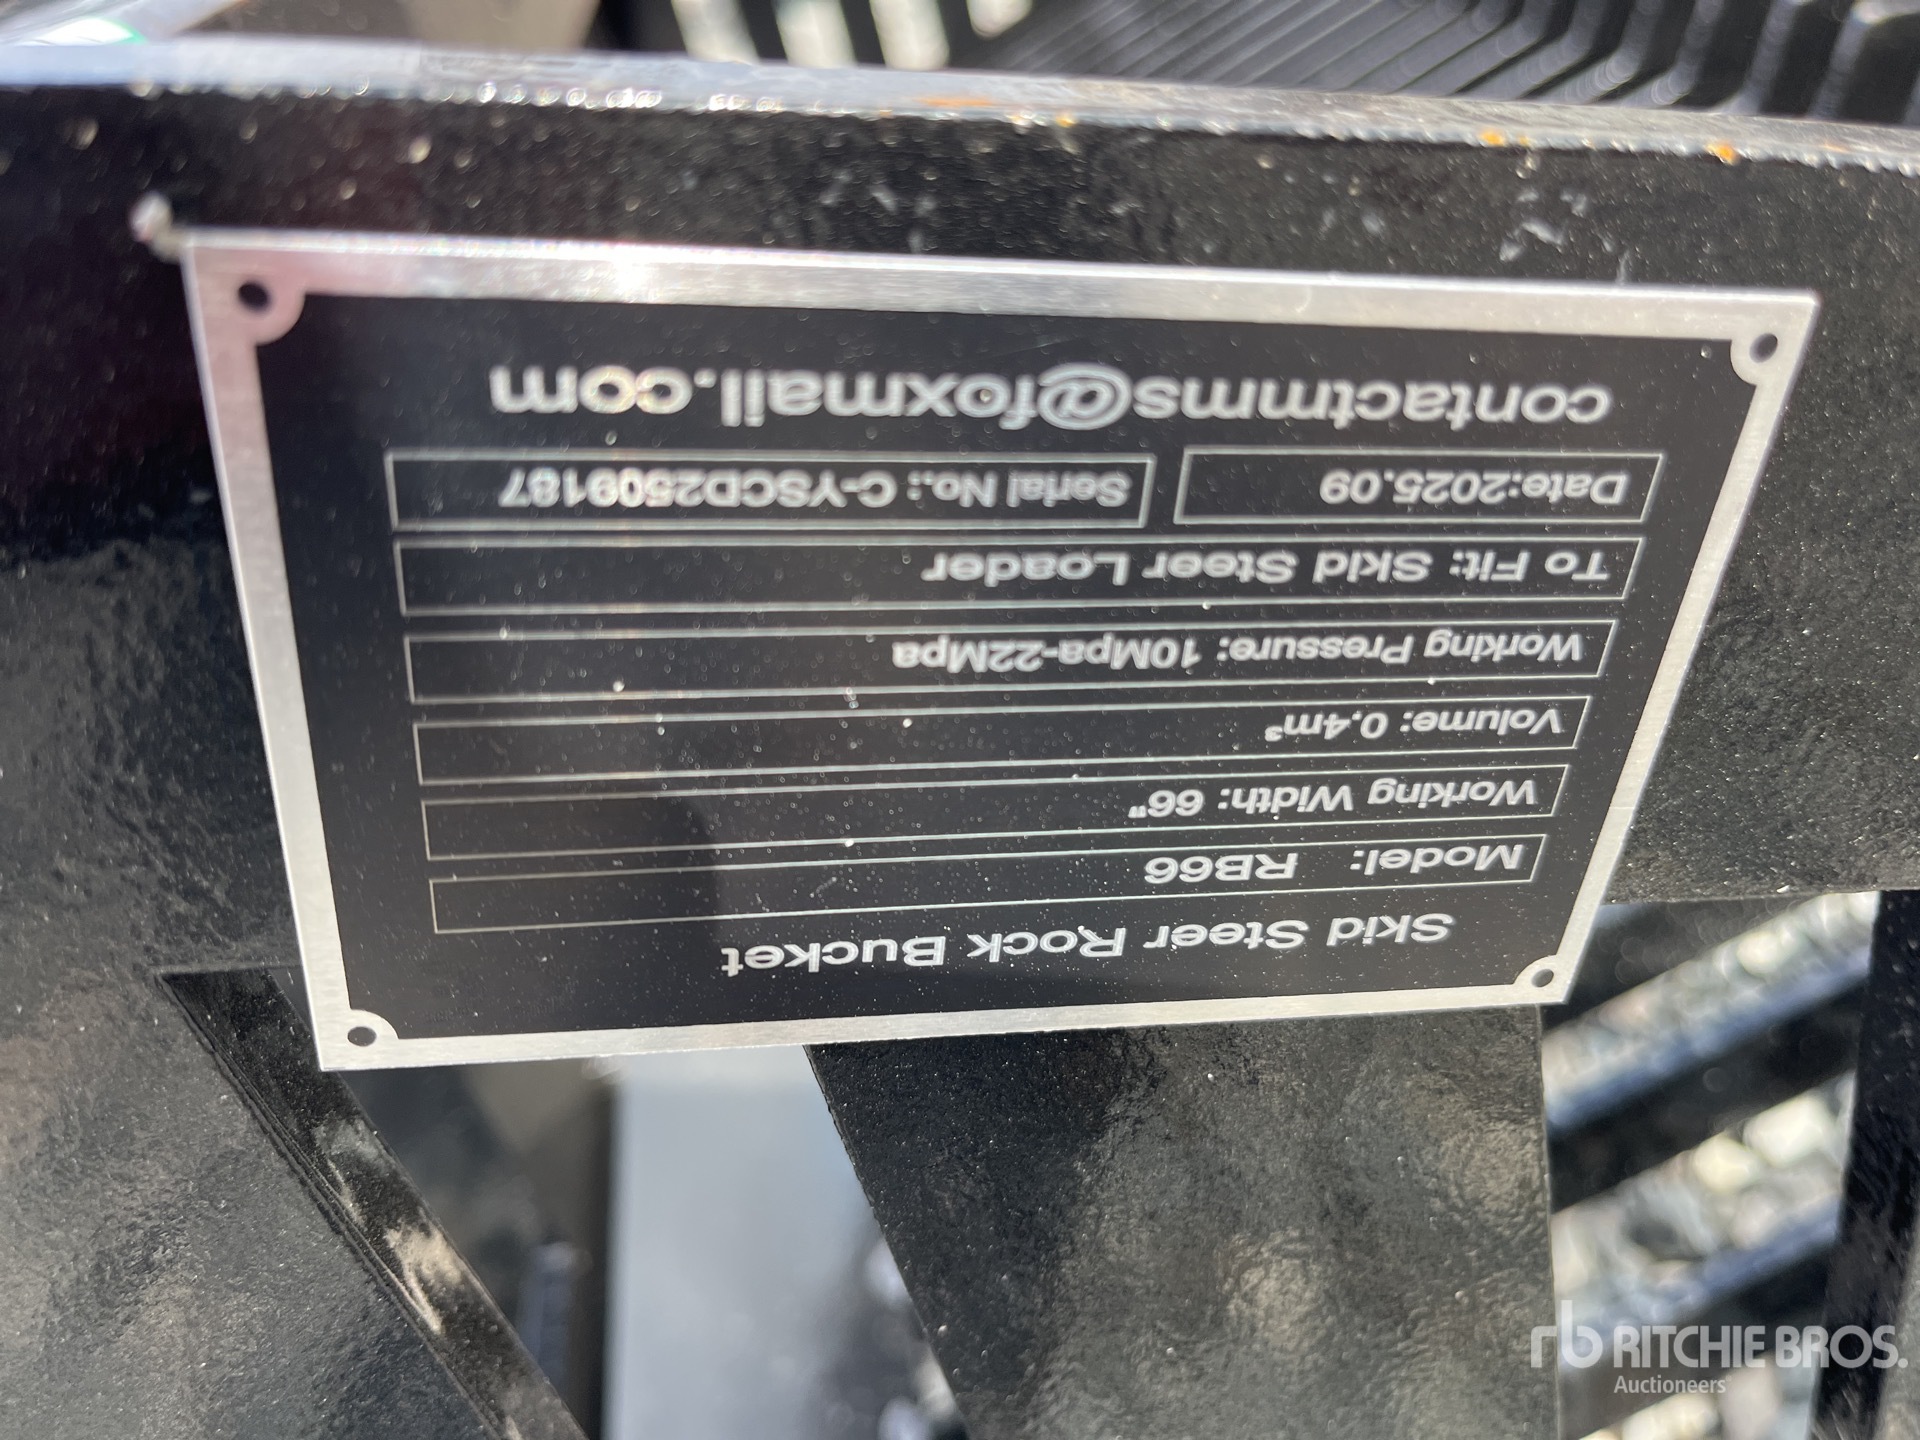 Skid Steer Rock Bucket
Model: RB66
Working Width: 66"
Volume: 0.4m³
Working Pressure: 10Mpa-22Mpa
To Fit: Skid Steer Loader
Date:2025.09 Serial No.: C-YSCD2509187
contactmms@foxmail.com
rb RITCHIE BROS.
Auctioneers